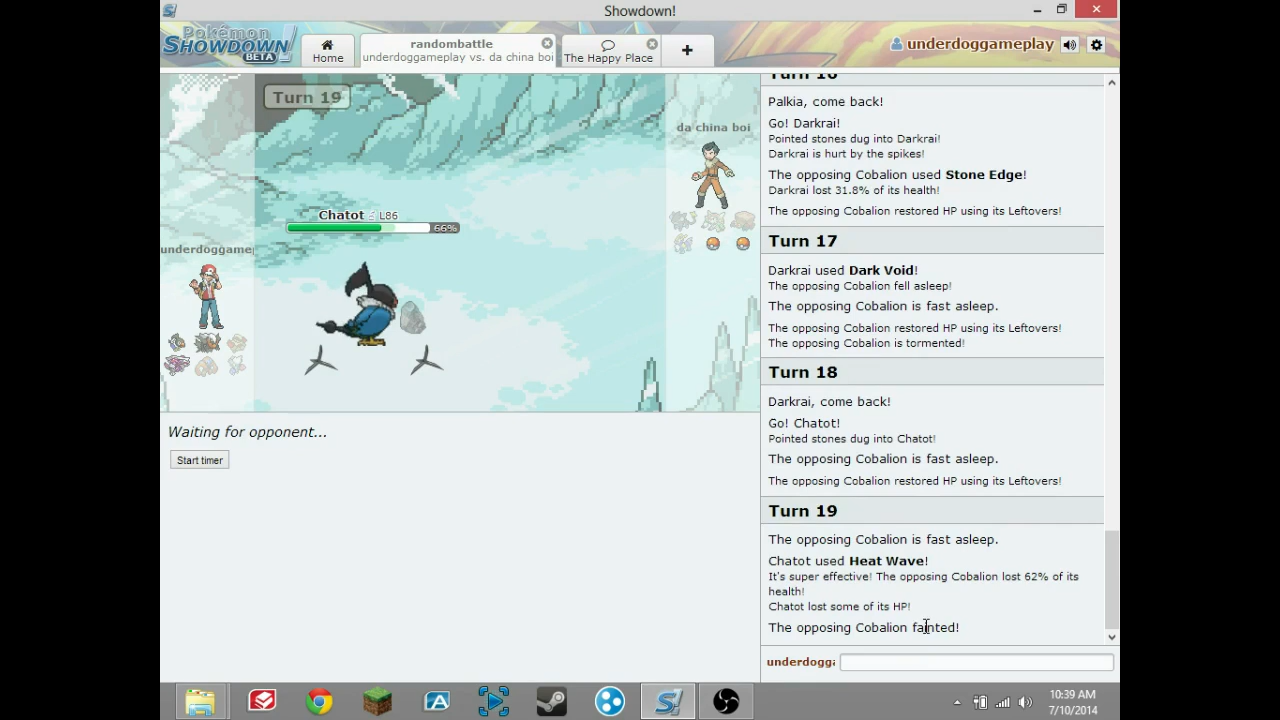 Showdown!
Pokémon
SHOWDOWN!
BETA
Home
randombattle
underdoggameplay vs. da china boi
The Happy Place
underdoggameplay
Turn 19
da china boi
Chatot L86
66%
underdoggamep
Waiting for opponent...
Start timer
Turn 16
Palkia, come back!
Go! Darkrai!
Pointed stones dug into Darkrai!
Darkrai is hurt by the spikes!
The opposing Cobalion used Stone Edge!
Darkrai lost 31.8% of its health!
The opposing Cobalion restored HP using its Leftovers!
Turn 17
Darkrai used Dark Void!
The opposing Cobalion fell asleep!
The opposing Cobalion is fast asleep.
The opposing Cobalion restored HP using its Leftovers!
The opposing Cobalion is tormented!
Turn 18
Darkrai, come back!
Go! Chatot!
Pointed stones dug into Chatot!
The opposing Cobalion is fast asleep.
The opposing Cobalion restored HP using its Leftovers!
Turn 19
The opposing Cobalion is fast asleep.
Chatot used Heat Wave!
It's super effective! The opposing Cobalion lost 62% of its
health!
Chatot lost some of its HP!
The opposing Cobalion fainted!
underdogg:
10:39 AM
7/10/2014